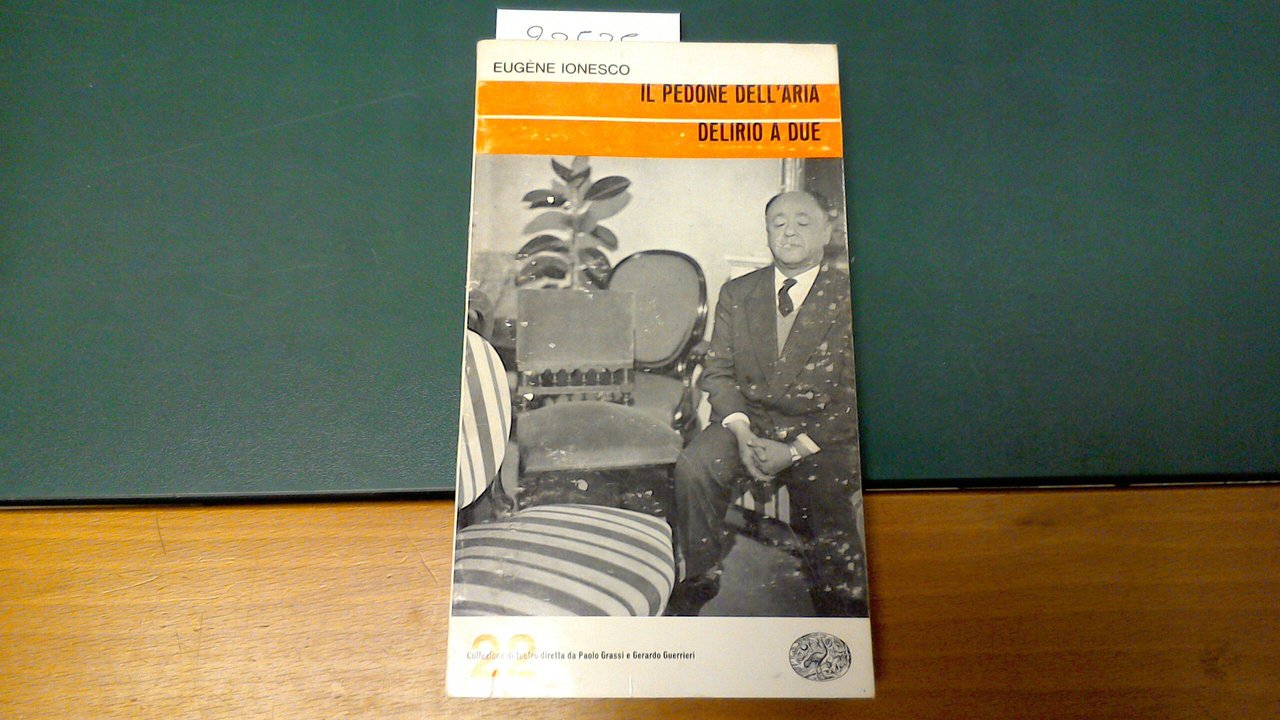 EUGÈNE IONESCO
IL PEDONE DELL'ARIA
DELIRIO A DUE
22
Collezione di teatro diretta da Paolo Grassi e Gerardo Guerrieri